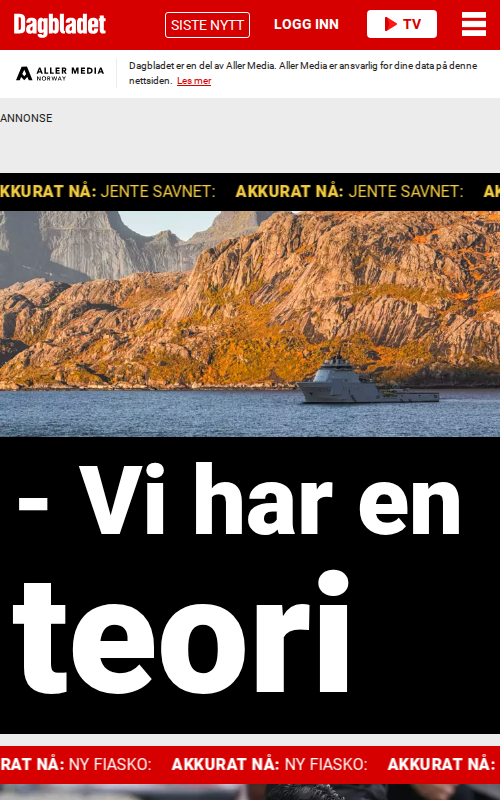 Dagbladet
SISTE NYTT
LOGG INN
TV
ALLER MEDIA
NORWAY
Dagbladet er en del av Aller Media. Aller Media er ansvarlig for dine data på denne
nettsiden. Les mer
ANNONSE
KKURAT NÅ: JENTE SAVNET: AKKURAT NÅ: JENTE SAVNET: AK
- Vi har en
teori
RAT NÅ: NY FIASKO: AKKURAT NÅ: NY FIASKO: AKKURAT NÅ: